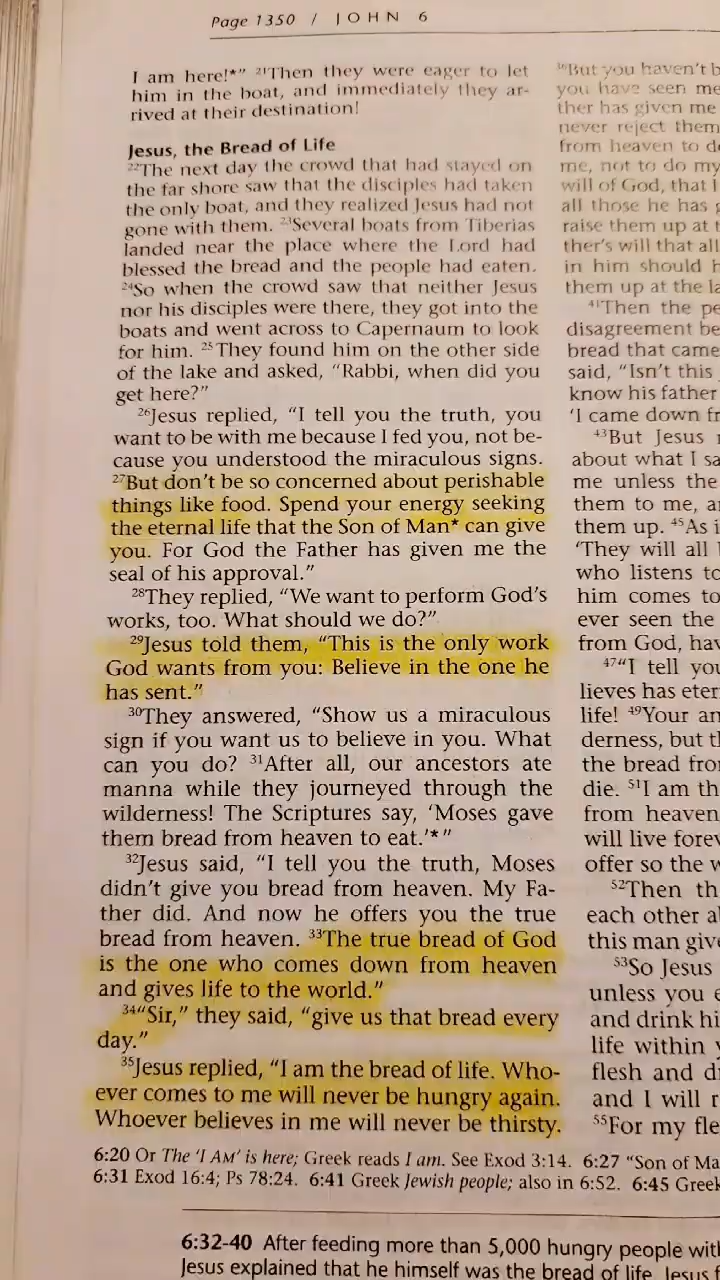 Page 1350 / JOHN 6
I am here!*” ²¹Then they were eager to let
him in the boat, and immediately they ar-
rived at their destination!
Jesus, the Bread of Life
²²The next day the crowd that had stayed on
the far shore saw that the disciples had taken
the only boat, and they realized Jesus had not
gone with them. ²³Several boats from Tiberias
landed near the place where the Lord had
blessed the bread and the people had eaten.
²⁴So when the crowd saw that neither Jesus
nor his disciples were there, they got into the
boats and went across to Capernaum to look
for him. ²⁵They found him on the other side
of the lake and asked, “Rabbi, when did you
get here?”
²⁶Jesus replied, “I tell you the truth, you
want to be with me because I fed you, not be-
cause you understood the miraculous signs.
²⁷But don’t be so concerned about perishable
things like food. Spend your energy seeking
the eternal life that the Son of Man* can give
you. For God the Father has given me the
seal of his approval.”
²⁸They replied, “We want to perform God’s
works, too. What should we do?”
²⁹Jesus told them, “This is the only work
God wants from you: Believe in the one he
has sent.”
³⁰They answered, “Show us a miraculous
sign if you want us to believe in you. What
can you do? ³¹After all, our ancestors ate
manna while they journeyed through the
wilderness! The Scriptures say, ‘Moses gave
them bread from heaven to eat.’*”
³²Jesus said, “I tell you the truth, Moses
didn’t give you bread from heaven. My Fa-
ther did. And now he offers you the true
bread from heaven. ³³The true bread of God
is the one who comes down from heaven
and gives life to the world.”
³⁴“Sir,” they said, “give us that bread every
day.”
³⁵Jesus replied, “I am the bread of life. Who-
ever comes to me will never be hungry again.
Whoever believes in me will never be thirsty.
³⁶But you haven’t
you have seen me
ther has given me
never reject them
from heaven to
me, not to do my
will of God, that I
all those he has
raise them up at
ther’s will that all
in him should
them up at the
⁴¹Then the
disagreement
bread that came
said, “Isn’t this
know his father
‘I came down
⁴³But Jesus
about what I
me unless the
them to me,
them up. ⁴⁵As
‘They will all
who listens
him comes to
ever seen the
from God,
⁴⁷“I tell you
lieves has
life! ⁴⁹Your
derness, but
the bread
die. ⁵¹I am
from heaven
will live
offer so the
⁵²Then
each other
this man
⁵³So Jesus
unless you
and drink
life within
flesh and
and I will
⁵⁵For my
6:20 Or The ‘I AM’ is here; Greek reads I am. See Exod 3:14. 6:27 “Son of
6:31 Exod 16:4; Ps 78:24. 6:41 Greek Jewish people; also in 6:52. 6:45 Greek
6:32-40 After feeding more than 5,000 hungry people
Jesus explained that he himself was the bread of life. Jesus